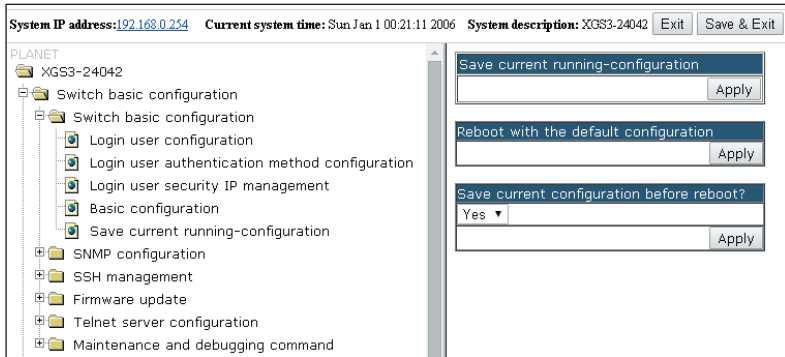 System IP address:192.168.0.254 Current system time: Sun Jan 1 00:21:11 2006 System description: XGS3-24042 Exit Save & Exit
PLANET
XGS3-24042
Switch basic configuration
Switch basic configuration
Login user configuration
Login user authentication method configuration
Login user security IP management
Basic configuration
Save current running-configuration
SNMP configuration
SSH management
Firmware update
Telnet server configuration
Maintenance and debugging command
Save current running-configuration
Apply
Reboot with the default configuration
Apply
Save current configuration before reboot?
Yes
Apply